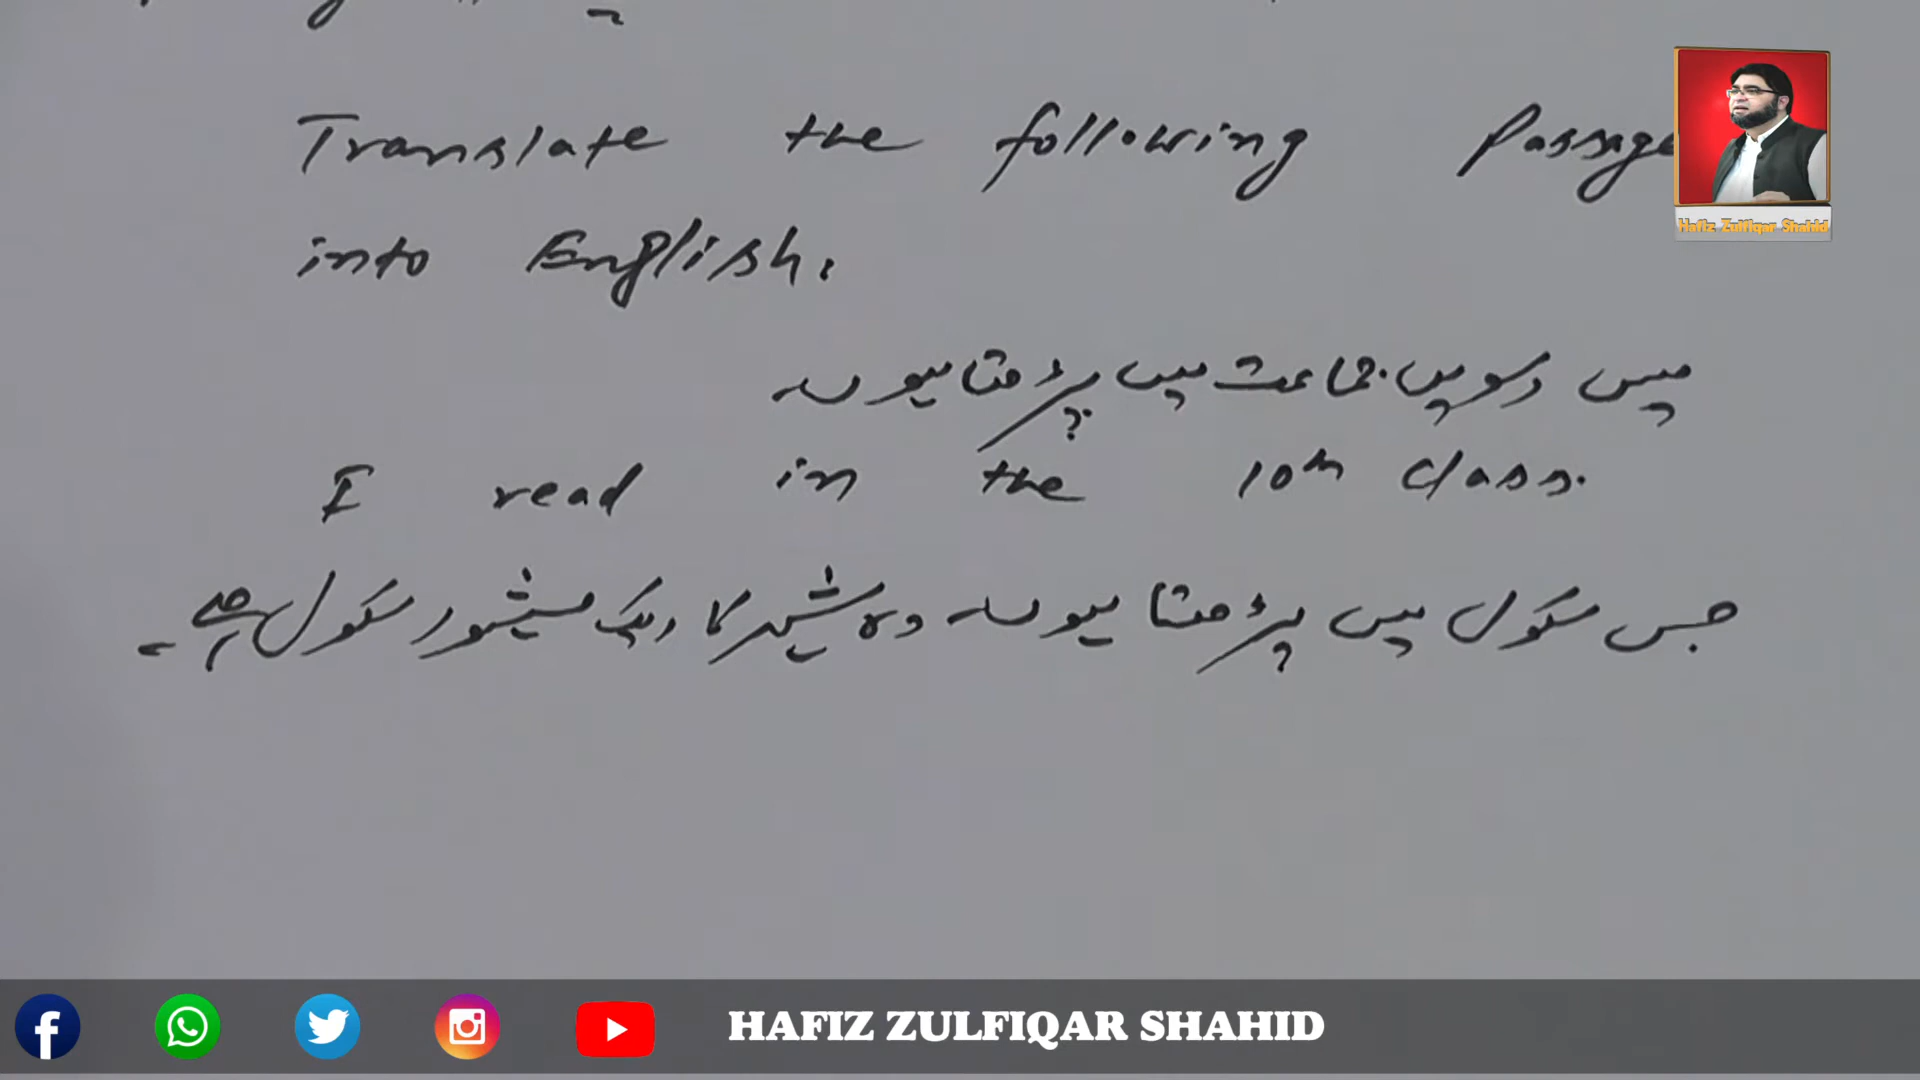 Translate the following Passage
into English.
میں دسویں جماعت میں پڑھتا ہوں۔
I read in the 10th class.
جس سکول میں پڑھتا ہوں۔ وہ شہر کا ایک مشہور سکول ہے۔
Hafiz Zulfiqar Shahid
HAFIZ ZULFIQAR SHAHID